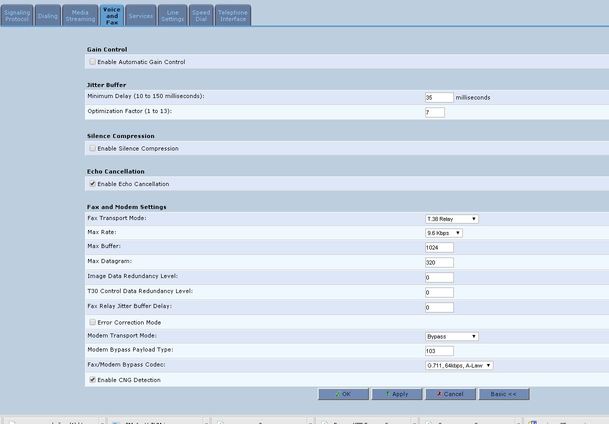 Signaling Protocol
Dialing
Media Streaming
Voice and Fax
Services
Line Settings
Speed Dial
Telephone Interface
Gain Control
Enable Automatic Gain Control
Jitter Buffer
Minimum Delay (10 to 150 milliseconds): 35 milliseconds
Optimization Factor (1 to 13): 7
Silence Compression
Enable Silence Compression
Echo Cancellation
Enable Echo Cancellation
Fax and Modem Settings
Fax Transport Mode: T.38 Relay
Max Rate: 9.6 Kbps
Max Buffer: 1024
Max Datagram: 320
Image Data Redundancy Level: 0
T30 Control Data Redundancy Level: 0
Fax Relay Jitter Buffer Delay: 0
Error Correction Mode
Modem Transport Mode: Bypass
Modem Bypass Payload Type: 103
Fax/Modem Bypass Codec: G.711, 64kbps, A-Law
Enable CNG Detection
OK
Apply
Cancel
Basic <<